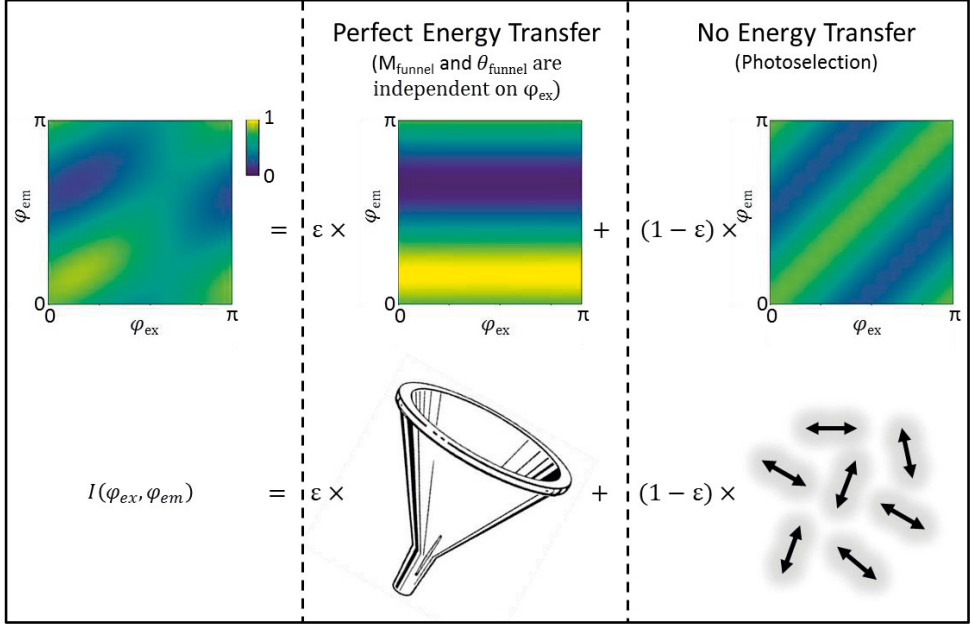 Perfect Energy Transfer
(M_funnel and θ_funnel are
independent on φ_ex)
No Energy Transfer
(Photoselection)
π
φ_em
0
0
φ_ex
π
1
0
= ε ×
π
φ_em
0
0
φ_ex
π
+ (1 − ε) ×
π
φ_em
0
0
φ_ex
π
I(φ_ex, φ_em) = ε × + (1 − ε) ×